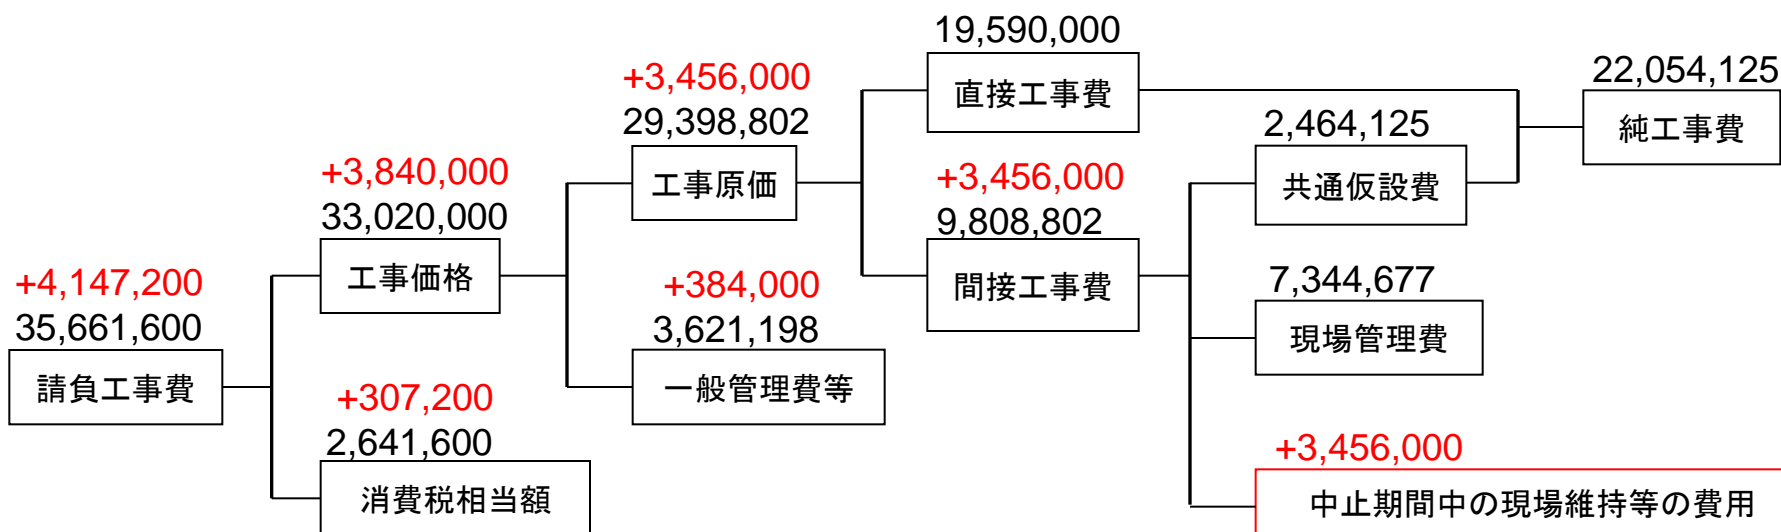 +4,147,200
35,661,600
請負工事費
+3,840,000
33,020,000
工事価格
+307,200
2,641,600
消費税相当額
+3,456,000
29,398,802
工事原価
+384,000
3,621,198
一般管理費等
19,590,000
直接工事費
+3,456,000
9,808,802
間接工事費
2,464,125
共通仮設費
7,344,677
現場管理費
+3,456,000
中止期間中の現場維持等の費用
22,054,125
純工事費